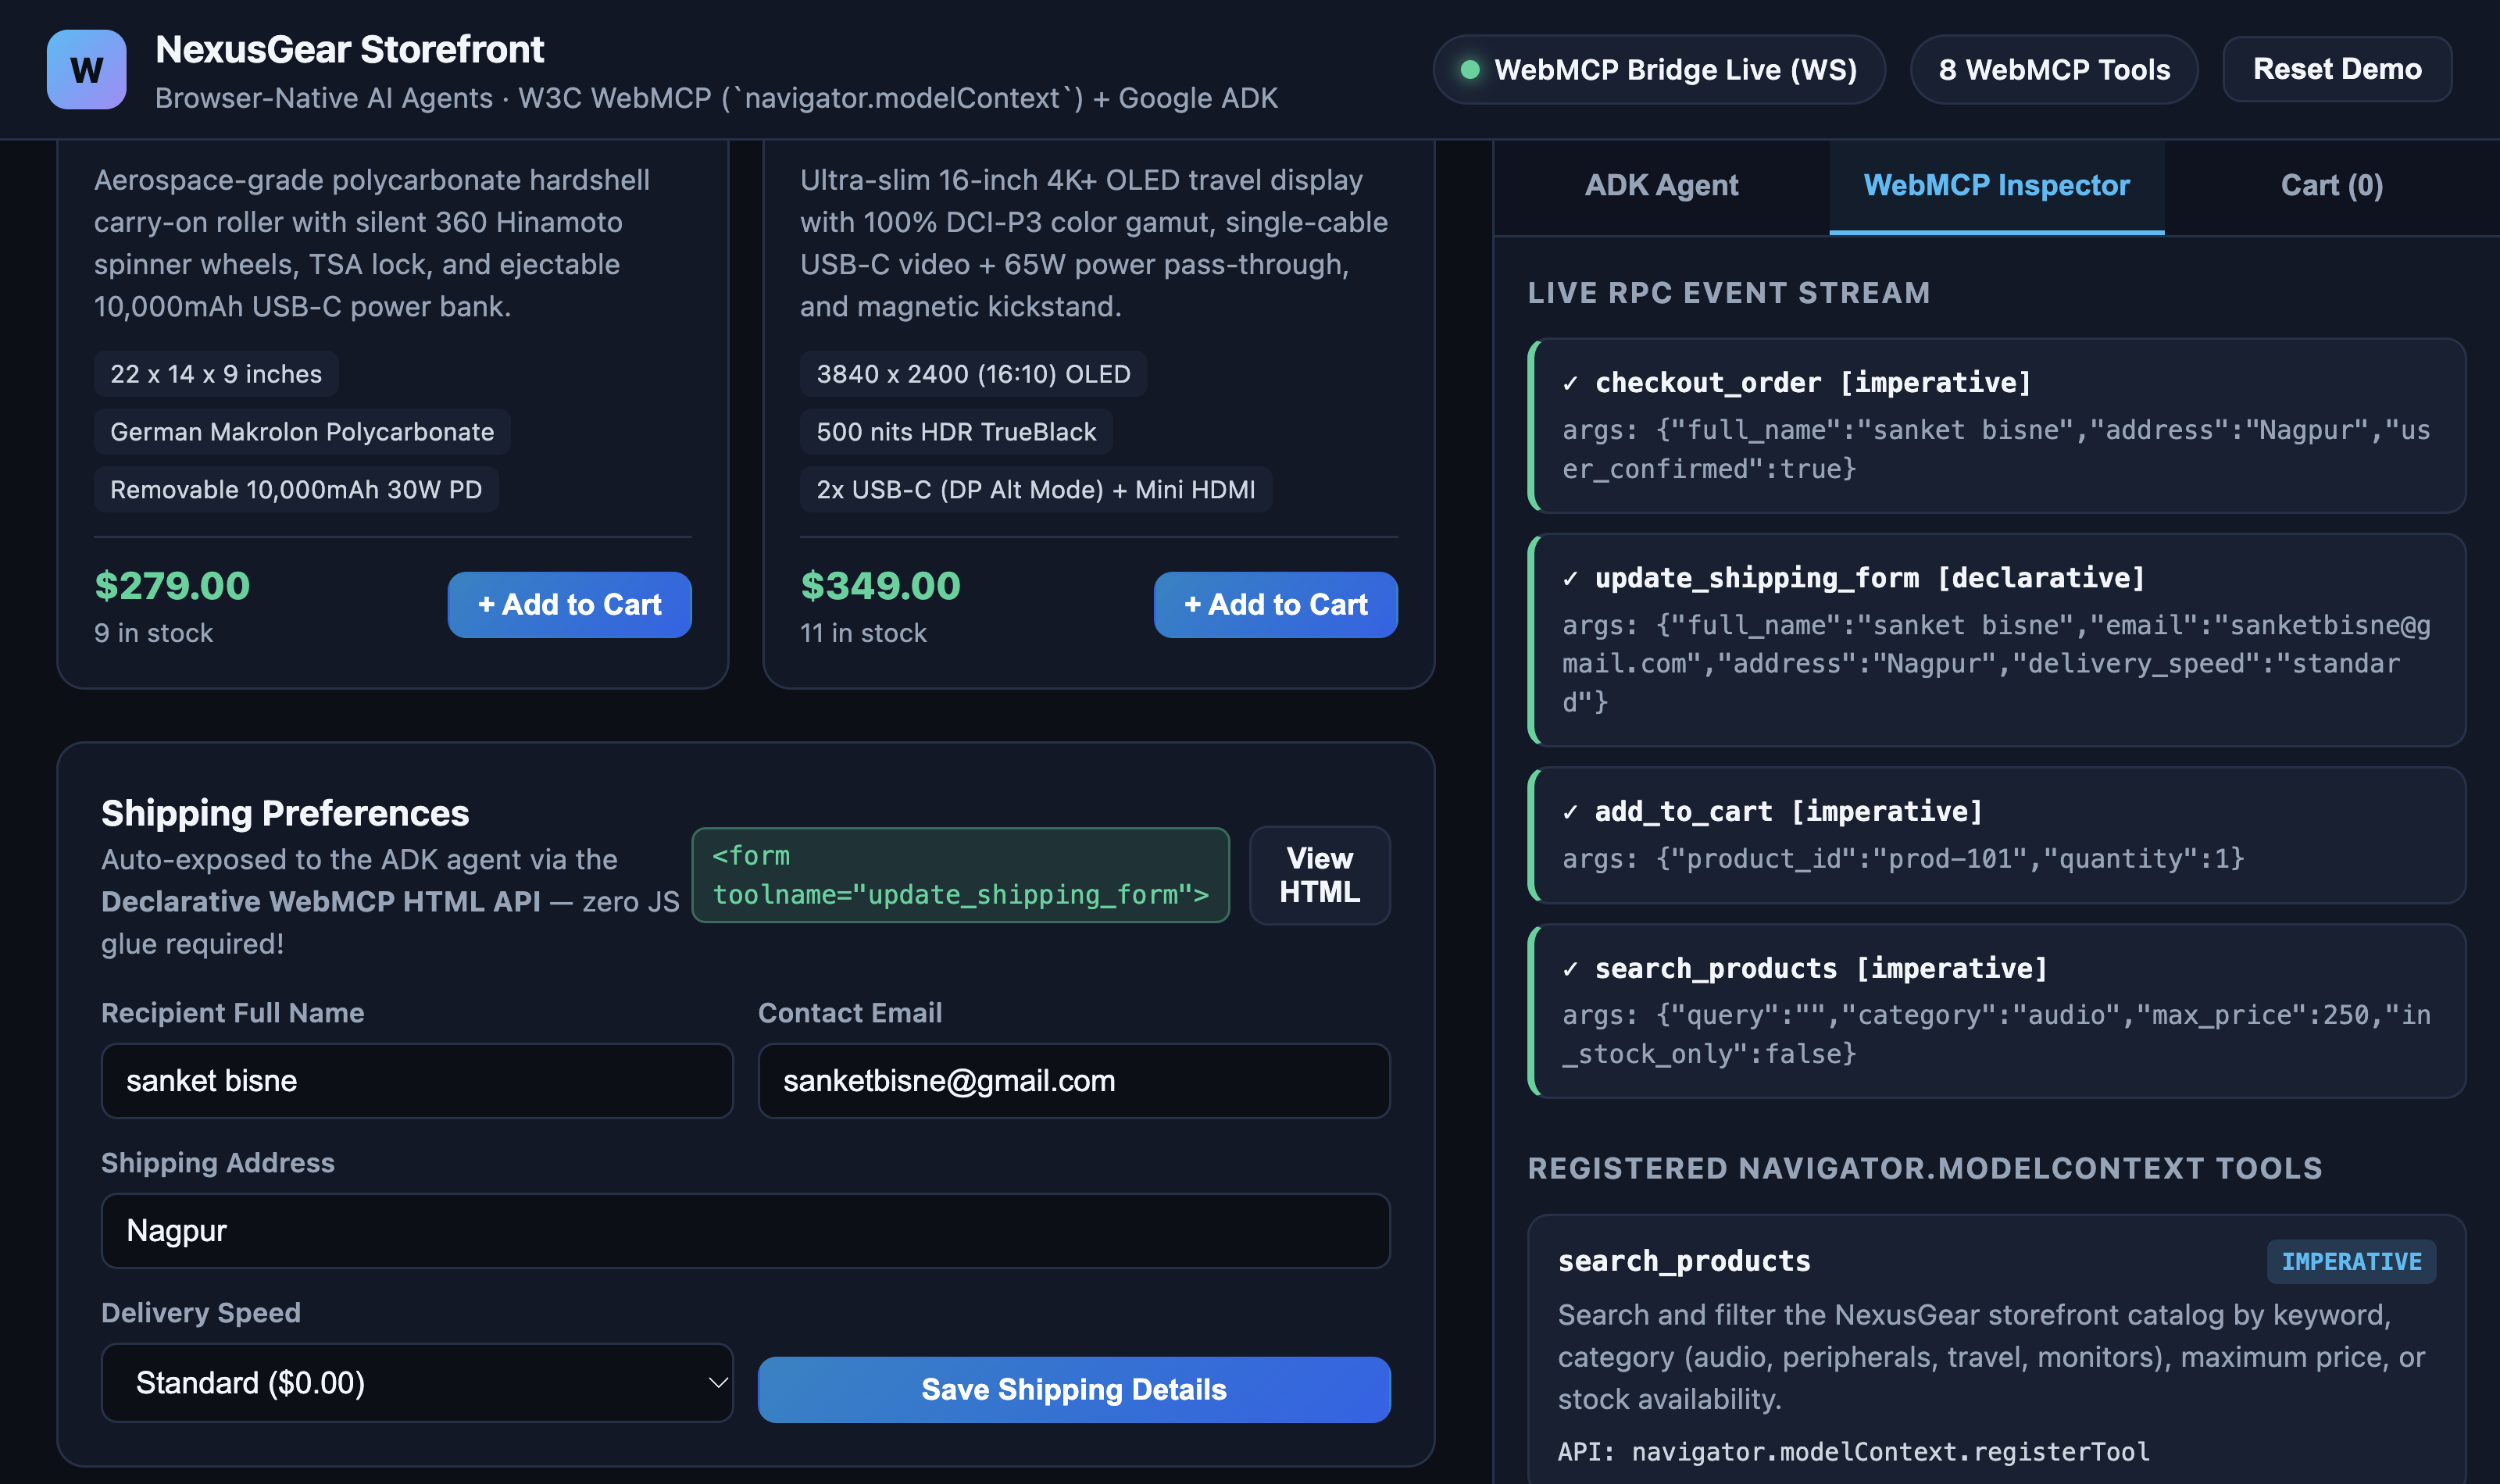 W
NexusGear Storefront
Browser-Native AI Agents · W3C WebMCP (`navigator.modelContext`) + Google ADK
WebMCP Bridge Live (WS)
8 WebMCP Tools
Reset Demo
Aerospace-grade polycarbonate hardshell
carry-on roller with silent 360 Hinamoto
spinner wheels, TSA lock, and ejectable
10,000mAh USB-C power bank.
22 x 14 x 9 inches
German Makrolon Polycarbonate
Removable 10,000mAh 30W PD
$279.00
9 in stock
+ Add to Cart
Ultra-slim 16-inch 4K+ OLED travel display
with 100% DCI-P3 color gamut, single-cable
USB-C video + 65W power pass-through,
and magnetic kickstand.
3840 x 2400 (16:10) OLED
500 nits HDR TrueBlack
2x USB-C (DP Alt Mode) + Mini HDMI
$349.00
11 in stock
+ Add to Cart
Shipping Preferences
Auto-exposed to the ADK agent via the
Declarative WebMCP HTML API — zero JS
glue required!
<form
toolname="update_shipping_form">
View
HTML
Recipient Full Name
sanket bisne
Contact Email
sanketbisne@gmail.com
Shipping Address
Nagpur
Delivery Speed
Standard ($0.00)
Save Shipping Details
ADK Agent
WebMCP Inspector
Cart (0)
LIVE RPC EVENT STREAM
✓ checkout_order [imperative]
args: {"full_name":"sanket bisne","address":"Nagpur","us
er_confirmed":true}
✓ update_shipping_form [declarative]
args: {"full_name":"sanket bisne","email":"sanketbisne@g
mail.com","address":"Nagpur","delivery_speed":"standar
d"}
✓ add_to_cart [imperative]
args: {"product_id":"prod-101","quantity":1}
✓ search_products [imperative]
args: {"query":"","category":"audio","max_price":250,"in
_stock_only":false}
REGISTERED NAVIGATOR.MODELCONTEXT TOOLS
search_products
IMPERATIVE
Search and filter the NexusGear storefront catalog by keyword,
category (audio, peripherals, travel, monitors), maximum price, or
stock availability.
API: navigator.modelContext.registerTool